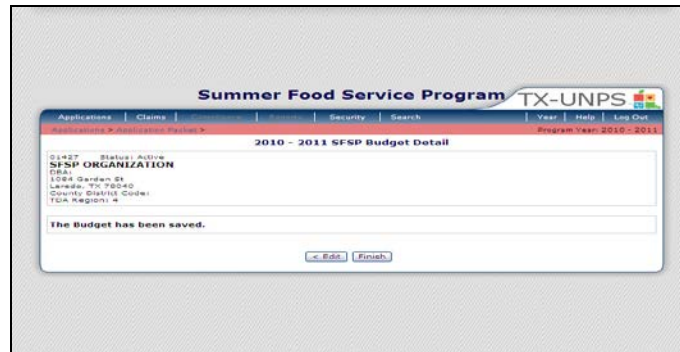 Summer Food Service Program
TX-UNPS
Applications | Claims | | | Security | Search
Year | Help | Log Out
Applications > Application Packet >
Program Year: 2010 - 2011
2010 - 2011 SFSP Budget Detail
01427 Status: Active
SFSP ORGANIZATION
DBA:
1084 Garden St
Laredo, TX 78040
County District Code:
TDA Region: 4
The Budget has been saved.
< Edit Finish